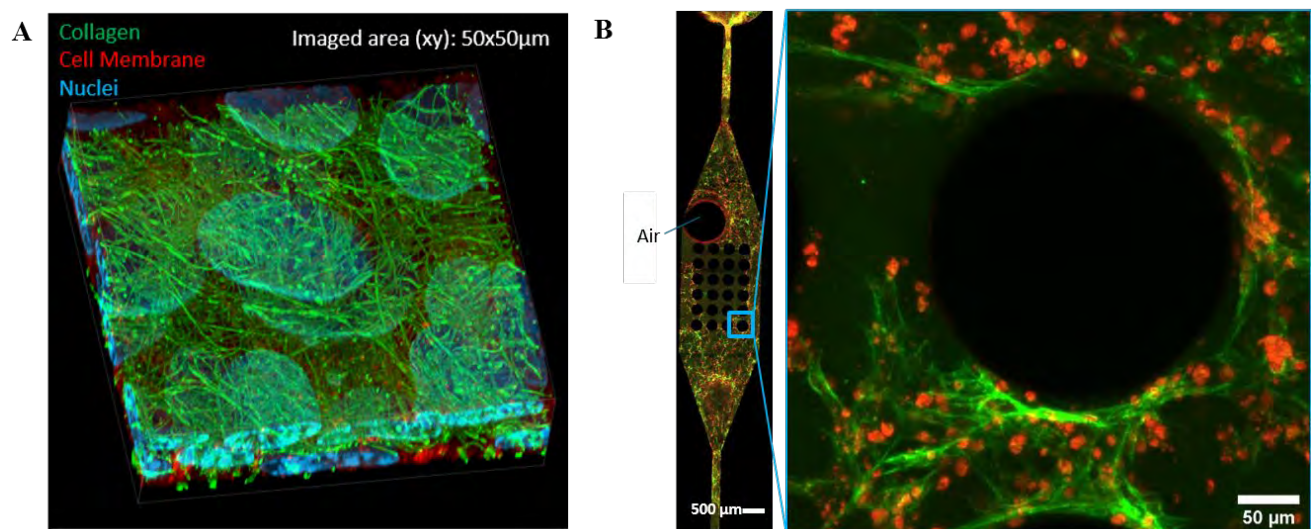 A
Collagen
Cell Membrane
Nuclei
Imaged area (xy): 50x50µm
B
Air
500 µm
50 µm